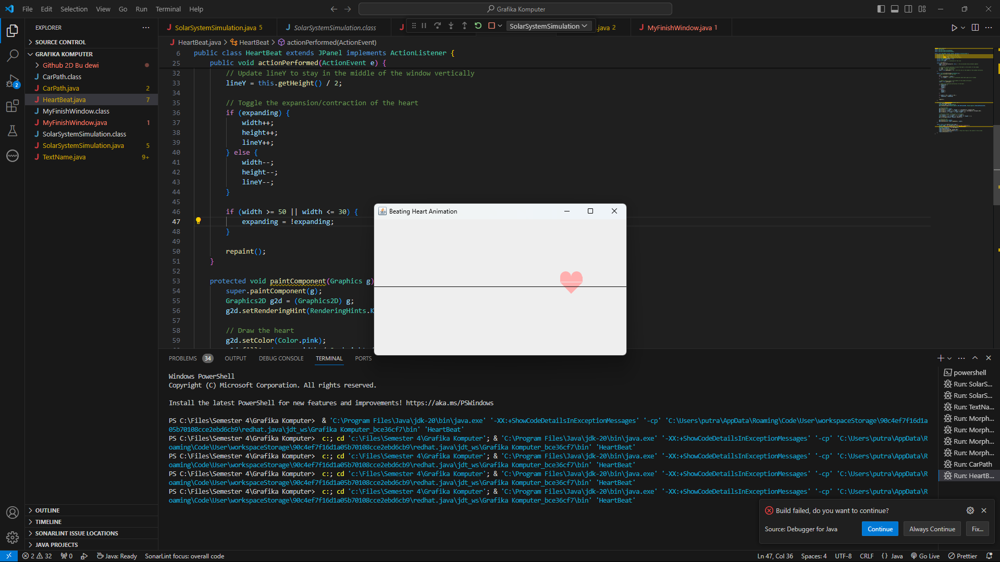 File Edit Selection View Go Run Terminal Help
Grafika Komputer
EXPLORER
SOURCE CONTROL
GRAFIKA KOMPUTER
Github 2D Bu dewi
CarPath.class
CarPath.java 2
HeartBeat.java 7
MyFinishWindow.class
MyFinishWindow.java 1
SolarSystemSimulation.class
SolarSystemSimulation.java 5
TextName.java 9+
OUTLINE
TIMELINE
SONARLINT ISSUE LOCATIONS
JAVA PROJECTS
2
SolarSystemSimulation.java 5
SolarSystemSimulation.class
SolarSystemSimulation
.java 2
MyFinishWindow.java 1
HeartBeat.java > HeartBeat > actionPerformed(ActionEvent)
6 public class HeartBeat extends JPanel implements ActionListener {
25 public void actionPerformed(ActionEvent e) {
32 // Update lineY to stay in the middle of the window vertically
33 lineY = this.getHeight() / 2;
34
35 // Toggle the expansion/contraction of the heart
36 if (expanding) {
37 width++;
38 height++;
39 lineY++;
40 } else {
41 width--;
42 height--;
43 lineY--;
44 }
45
46 if (width >= 50 || width <= 30) {
47 expanding = !expanding;
48 }
49
50 repaint();
51 }
52
53 protected void paintComponent(Graphics g)
54 super.paintComponent(g);
55 Graphics2D g2d = (Graphics2D) g;
56 g2d.setRenderingHint(RenderingHints.K
57
58 // Draw the heart
59 g2d.setColor(Color.pink);
Beating Heart Animation
PROBLEMS 34 OUTPUT DEBUG CONSOLE TERMINAL PORTS
Windows PowerShell
Copyright (C) Microsoft Corporation. All rights reserved.
Install the latest PowerShell for new features and improvements! https://aka.ms/PSWindows
PS C:\Files\Semester 4\Grafika Komputer>  & 'C:\Program Files\Java\jdk-20\bin\java.exe' '-XX:+ShowCodeDetailsInExceptionMessages' '-cp' 'C:\Users\putra\AppData\Roaming\Code\User\workspaceStorage\90c4ef7f16d1a
05b70108cce2ebd6cb9\redhat.java\jdt_ws\Grafika Komputer_bce36cf7\bin' 'HeartBeat'
PS C:\Files\Semester 4\Grafika Komputer>  c:; cd 'c:\Files\Semester 4\Grafika Komputer'; & 'C:\Program Files\Java\jdk-20\bin\java.exe' '-XX:+ShowCodeDetailsInExceptionMessages' '-cp' 'C:\Users\putra\AppData\R
oaming\Code\User\workspaceStorage\90c4ef7f16d1a05b70108cce2ebd6cb9\redhat.java\jdt_ws\Grafika Komputer_bce36cf7\bin' 'HeartBeat'
PS C:\Files\Semester 4\Grafika Komputer>  c:; cd 'c:\Files\Semester 4\Grafika Komputer'; & 'C:\Program Files\Java\jdk-20\bin\java.exe' '-XX:+ShowCodeDetailsInExceptionMessages' '-cp' 'C:\Users\putra\AppData\R
oaming\Code\User\workspaceStorage\90c4ef7f16d1a05b70108cce2ebd6cb9\redhat.java\jdt_ws\Grafika Komputer_bce36cf7\bin' 'HeartBeat'
PS C:\Files\Semester 4\Grafika Komputer>  c:; cd 'c:\Files\Semester 4\Grafika Komputer'; & 'C:\Program Files\Java\jdk-20\bin\java.exe' '-XX:+ShowCodeDetailsInExceptionMessages' '-cp' 'C:\Users\putra\AppData\R
oaming\Code\User\workspaceStorage\90c4ef7f16d1a05b70108cce2ebd6cb9\redhat.java\jdt_ws\Grafika Komputer_bce36cf7\bin' 'HeartBeat'
PS C:\Files\Semester 4\Grafika Komputer>  c:; cd 'c:\Files\Semester 4\Grafika Komputer'; & 'C:\Program Files\Java\jdk-20\bin\java.exe' '-XX:+ShowCodeDetailsInExceptionMessages' '-cp' 'C:\Users\putra\AppData\R
oaming\Code\User\workspaceStorage\90c4ef7f16d1a05b70108cce2ebd6cb9\redhat.java\jdt_ws\Grafika Komputer_bce36cf7\bin' 'HeartBeat'
powershell
Run: SolarS...
Run: SolarS...
Run: TextNa...
Run: Morph...
Run: Morph...
Run: Morph...
Run: Morph...
Run: CarPath
Run: HeartB...
Build failed, do you want to continue?
Source: Debugger for Java
Continue Always Continue Fix...
2 32 0 Java: Ready SonarLint focus: overall code
Ln 47, Col 36 Spaces: 4 UTF-8 CRLF {} Java Go Live Prettier